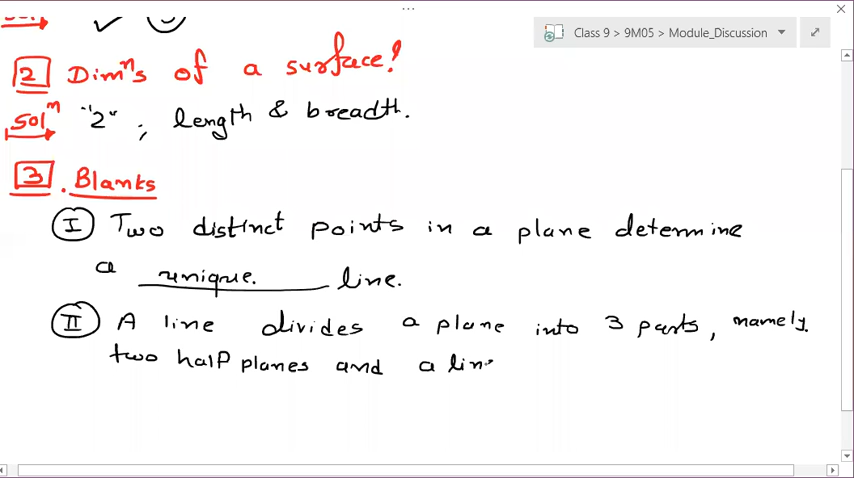 Class 9 > 9M05 > Module_Discussion
2 Dimⁿs of a surface?
Solⁿ "2" ; length & breadth.
3. Blanks
I Two distinct points in a plane determine
a unique. line.
II A line divides a plane into 3 parts, namely.
two half planes and a lin